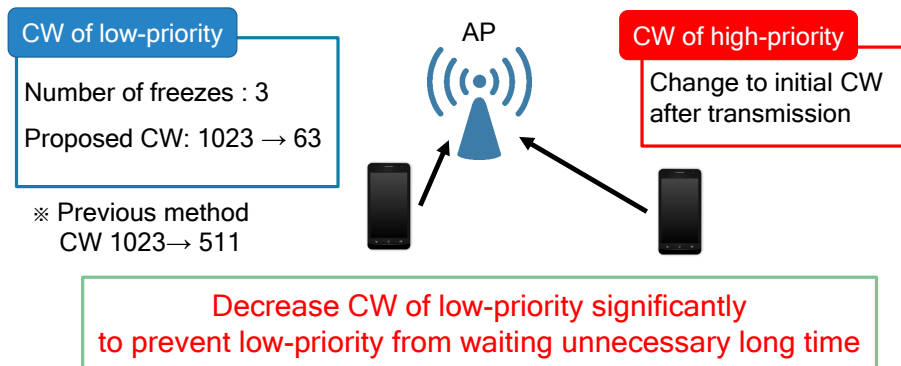 CW of low-priority
Number of freezes : 3
Proposed CW: 1023 → 63
※ Previous method
CW 1023→ 511
AP
CW of high-priority
Change to initial CW
after transmission
Decrease CW of low-priority significantly
to prevent low-priority from waiting unnecessary long time